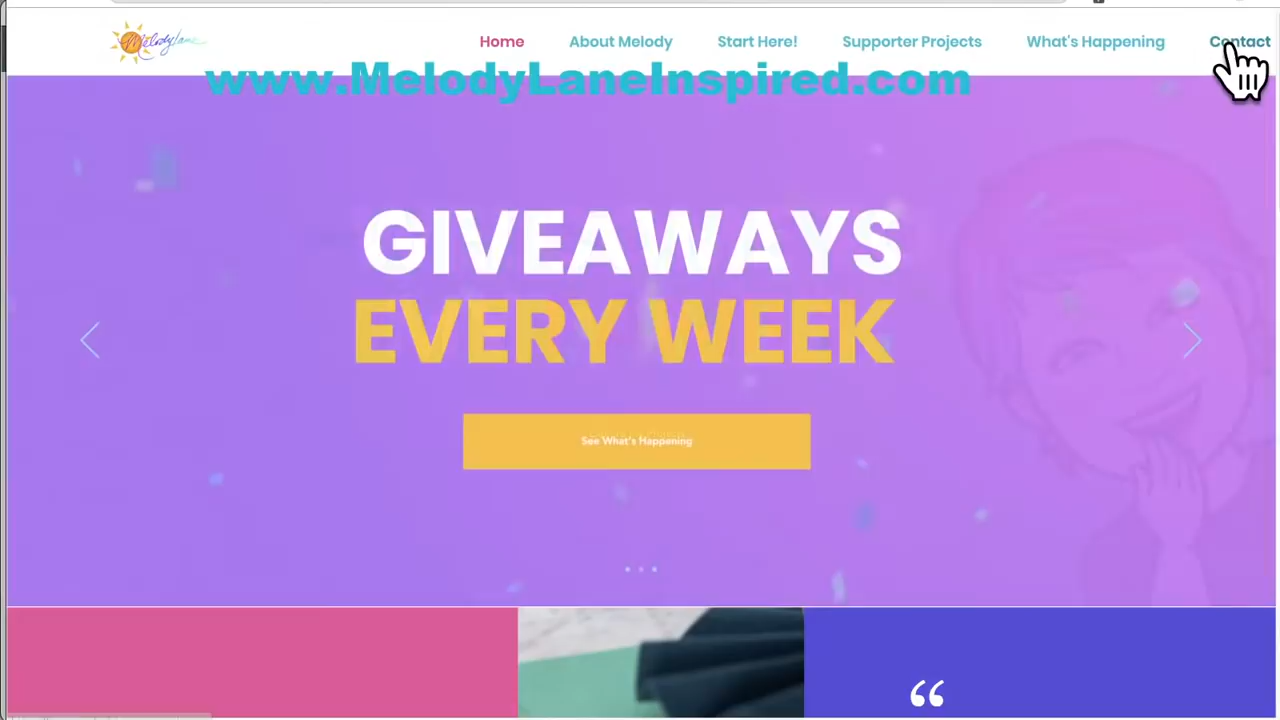 MelodyLane
Home About Melody Start Here! Supporter Projects What's Happening Contact
www.MelodyLaneInspired.com
GIVEAWAYS
EVERY WEEK
See What's Happening
“